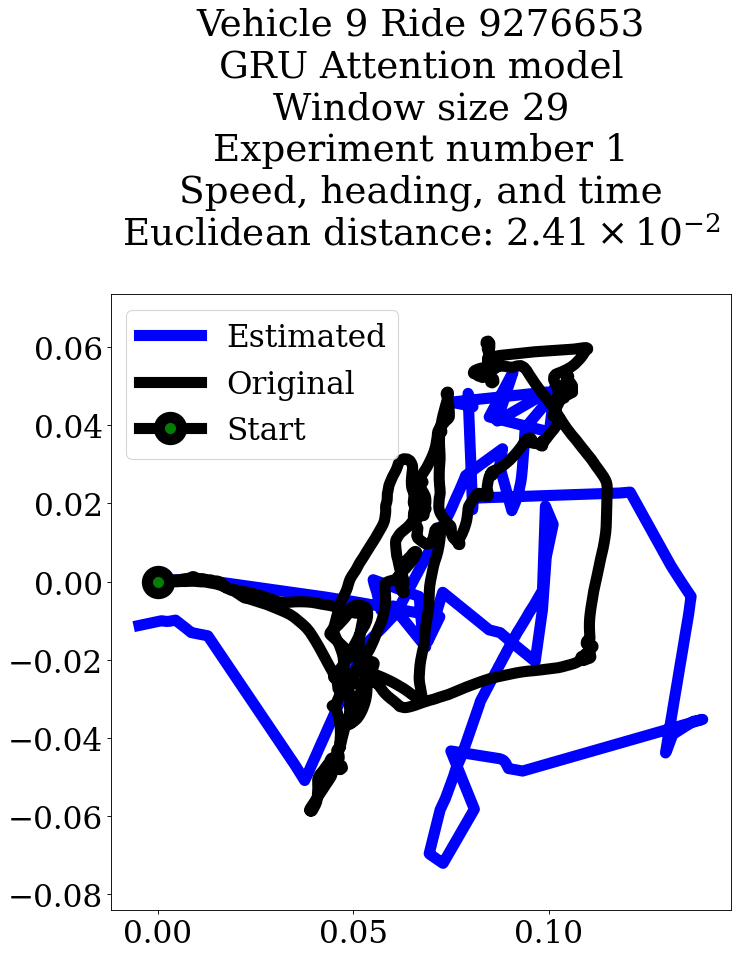 Vehicle 9 Ride 9276653
GRU Attention model
Window size 29
Experiment number 1
Speed, heading, and time
Euclidean distance: 2.41 × 10⁻²
Estimated
Original
Start
0.06
0.04
0.02
0.00
−0.02
−0.04
−0.06
−0.08
0.00 0.05 0.10